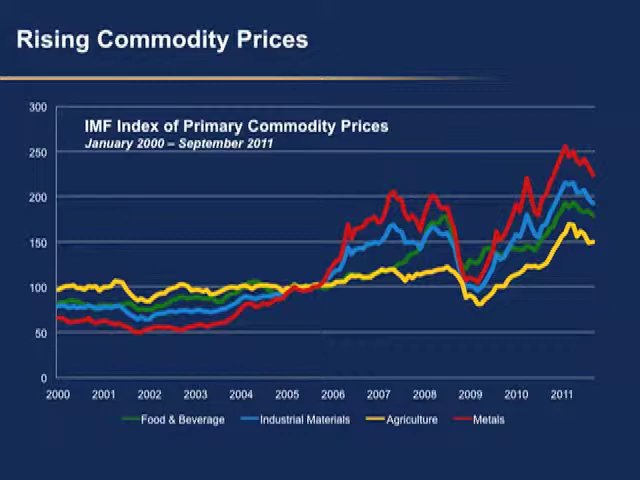 Rising Commodity Prices
300
IMF Index of Primary Commodity Prices
January 2000 – September 2011
250
200
150
100
50
0
2000 2001 2002 2003 2004 2005 2006 2007 2008 2009 2010 2011
Food & Beverage Industrial Materials Agriculture Metals